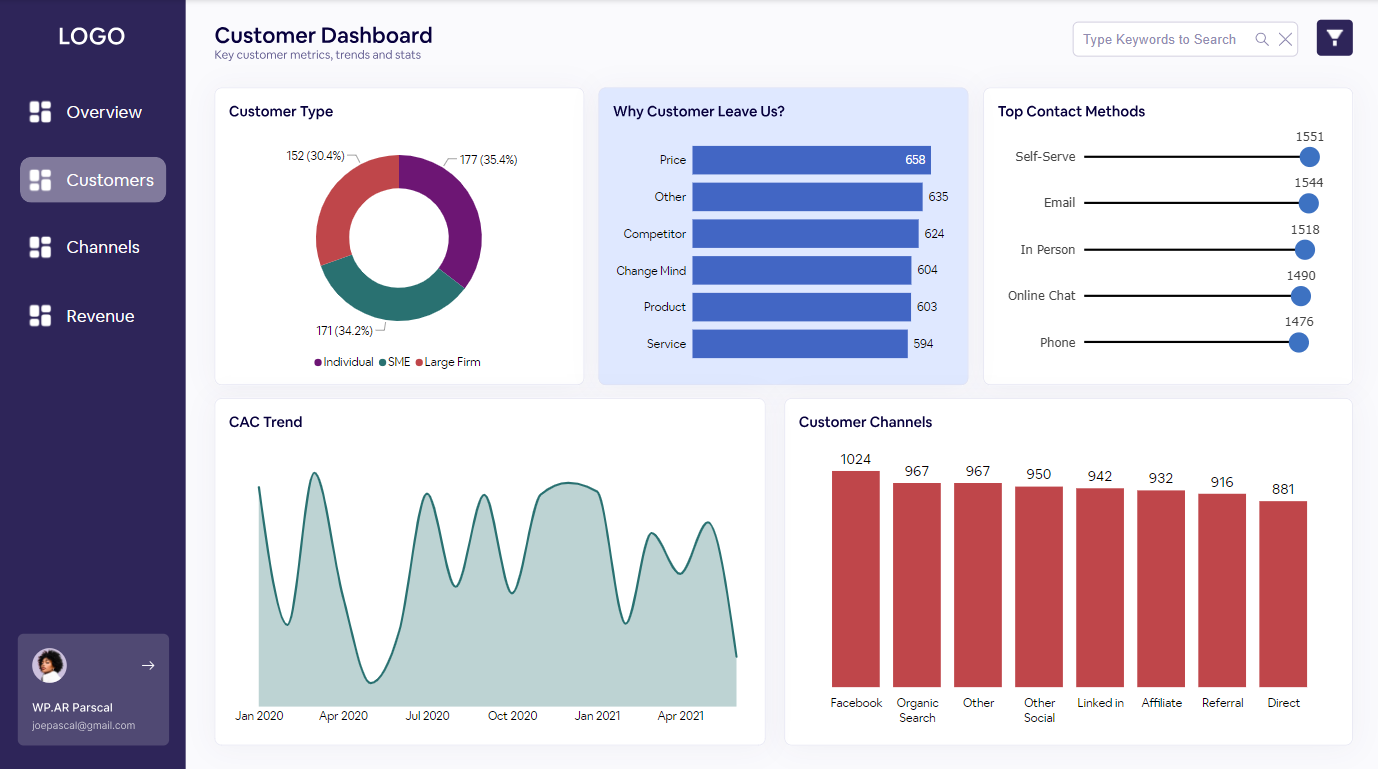 LOGO
Overview
Customers
Channels
Revenue
WP.AR Parscal
joepascal@gmail.com
Customer Dashboard
Key customer metrics, trends and stats
Type Keywords to Search
Customer Type
152 (30.4%)
177 (35.4%)
171 (34.2%)
Individual SME Large Firm
Why Customer Leave Us?
Price 658
Other 635
Competitor 624
Change Mind 604
Product 603
Service 594
Top Contact Methods
1551
Self-Serve
1544
Email
1518
In Person
1490
Online Chat
1476
Phone
CAC Trend
Jan 2020 Apr 2020 Jul 2020 Oct 2020 Jan 2021 Apr 2021
Customer Channels
1024 967 967 950 942 932 916 881
Facebook Organic Other Other Linked in Affiliate Referral Direct
Search Social